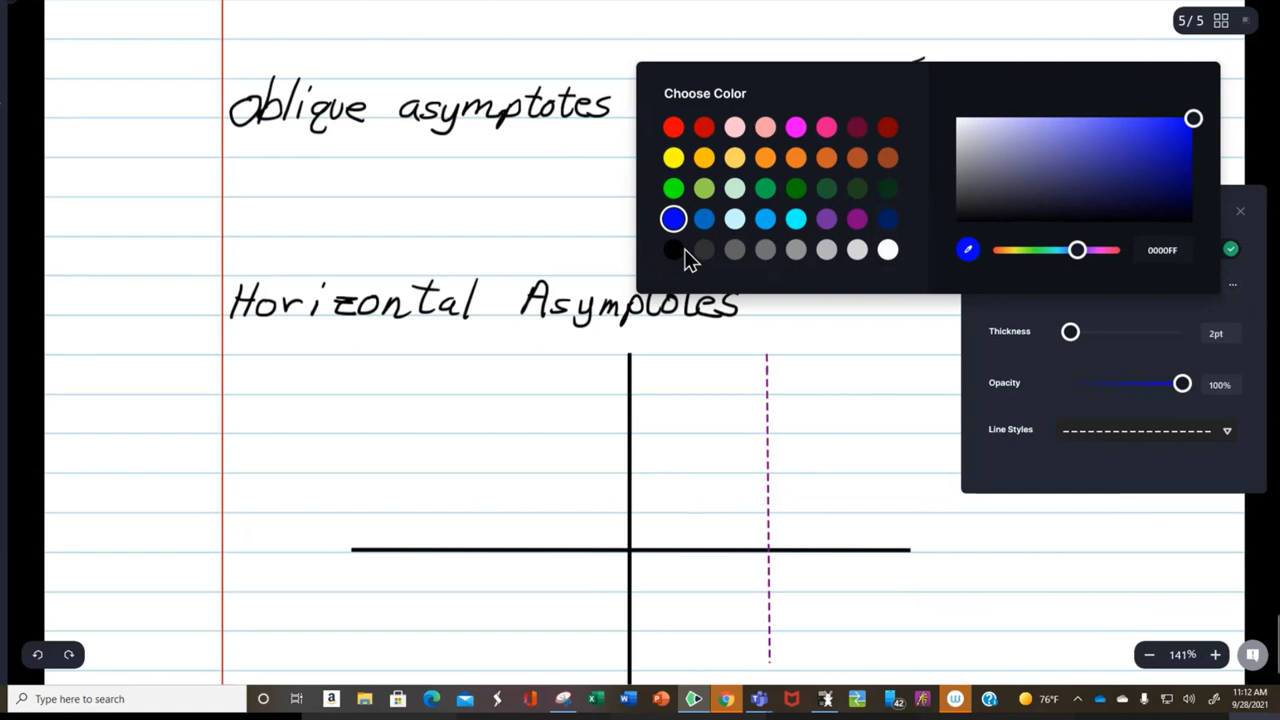 5/5
Oblique asymptotes
Choose Color
0000FF
Horizontal Asymptotes
Thickness
2pt
Opacity
100%
Line Styles
141%
Type here to search
42
76°F
11:12 AM
9/28/2021